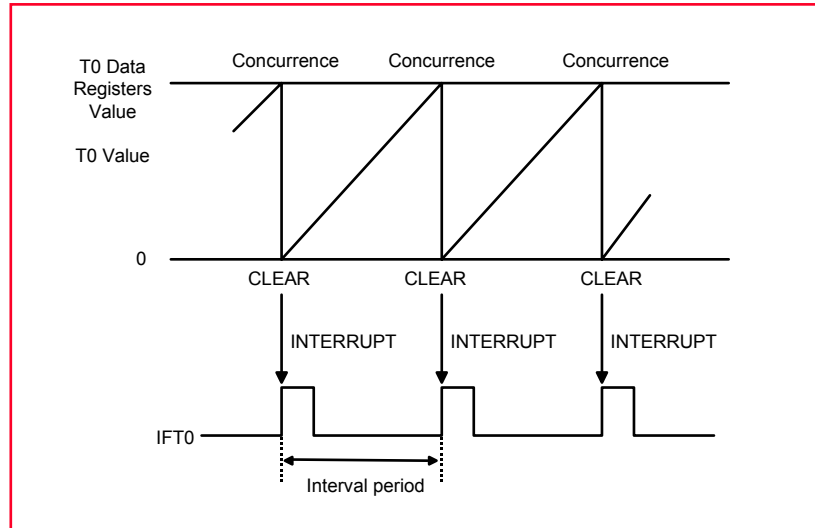 Concurrence Concurrence Concurrence
T0 Data
Registers
Value
T0 Value
0
CLEAR CLEAR CLEAR
INTERRUPT INTERRUPT INTERRUPT
IFT0
Interval period